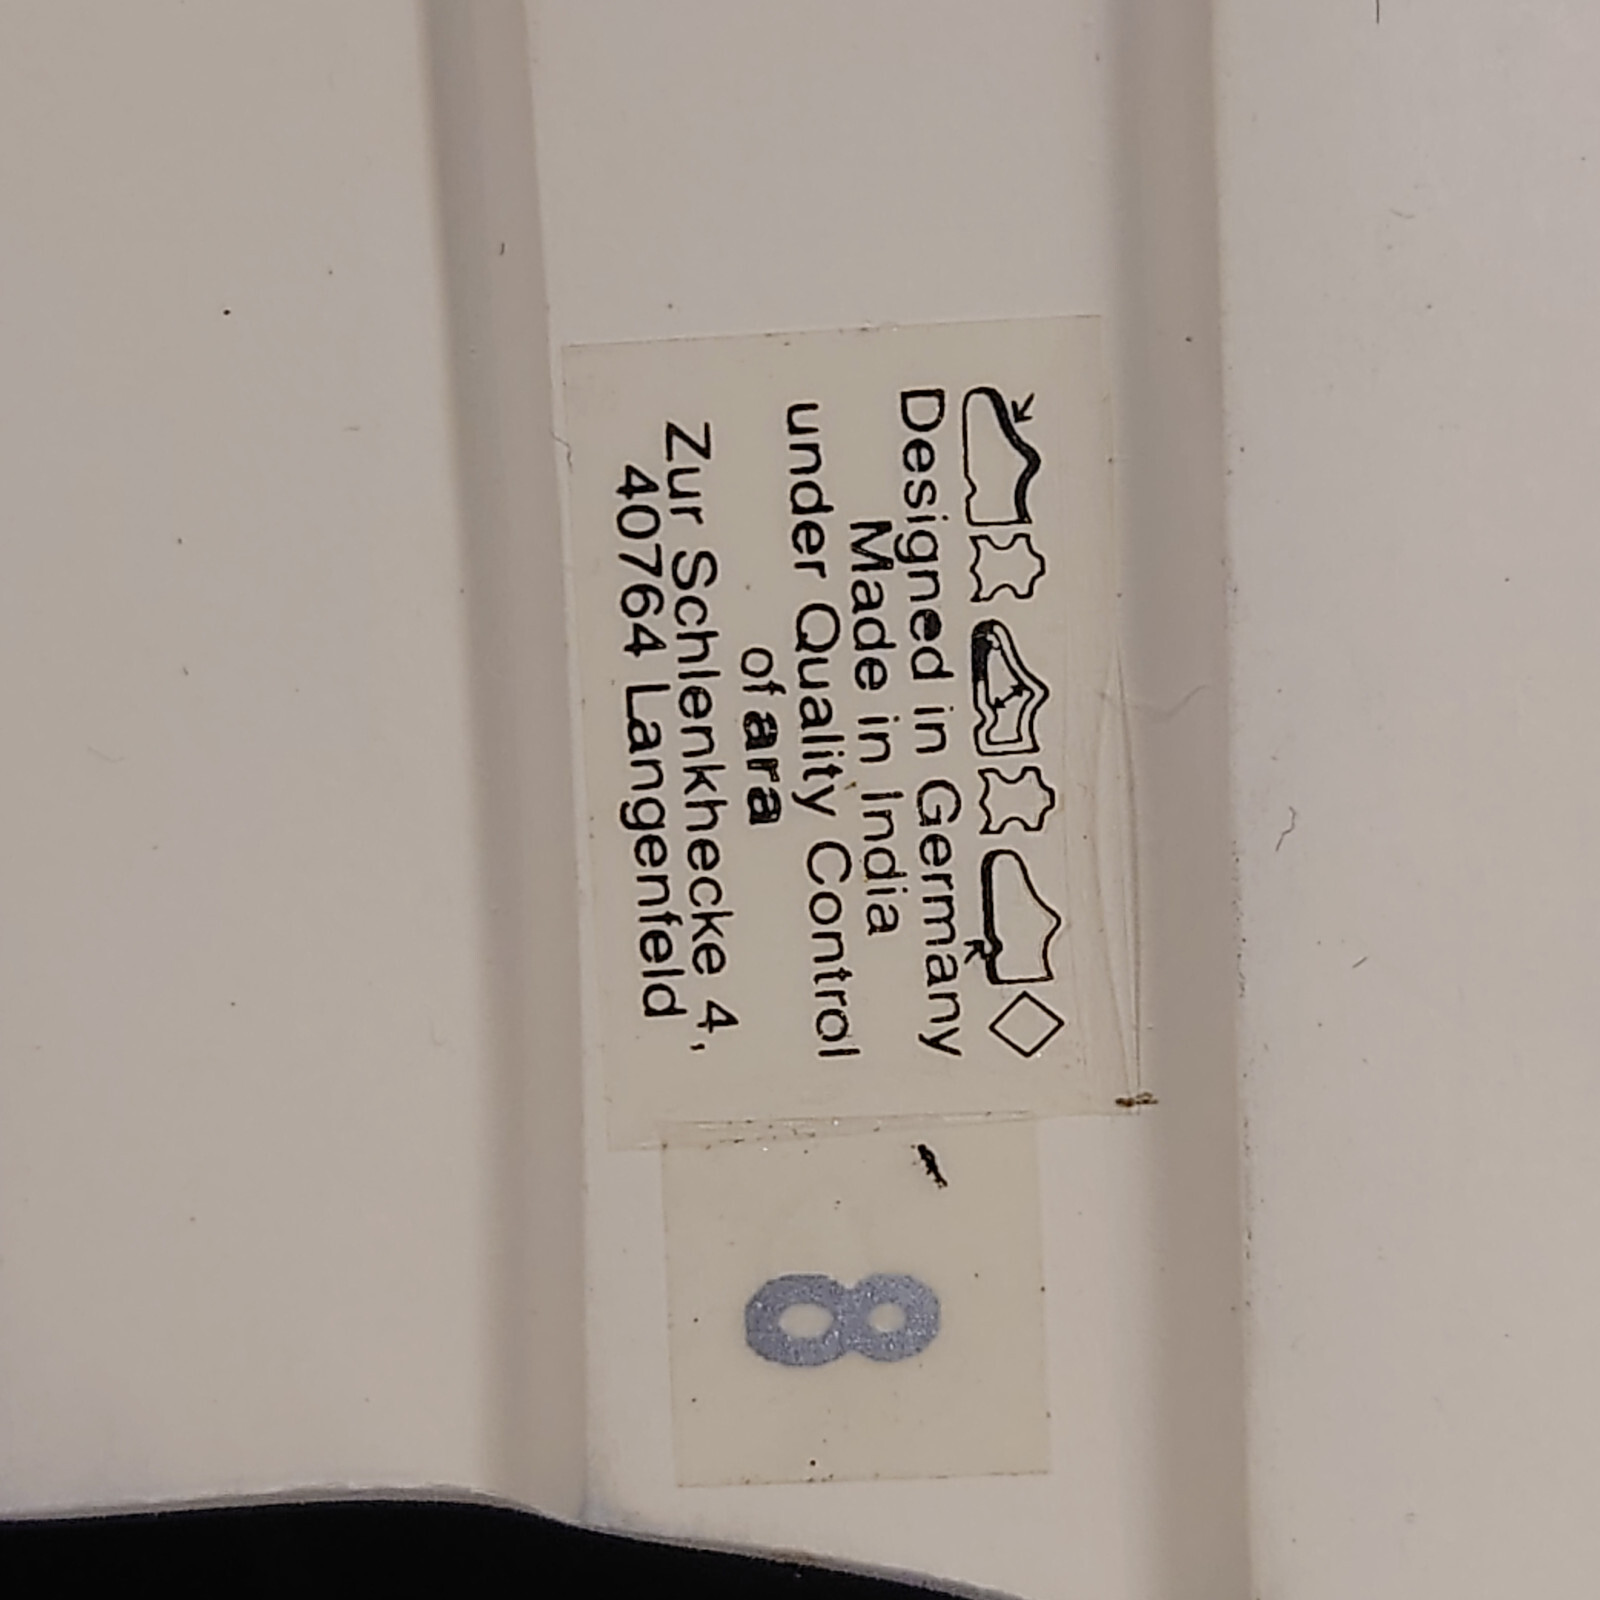 Designed in Germany
Made in India
under Quality Control
of ara
Zur Schlenkhecke 4,
40764 Langenfeld
8